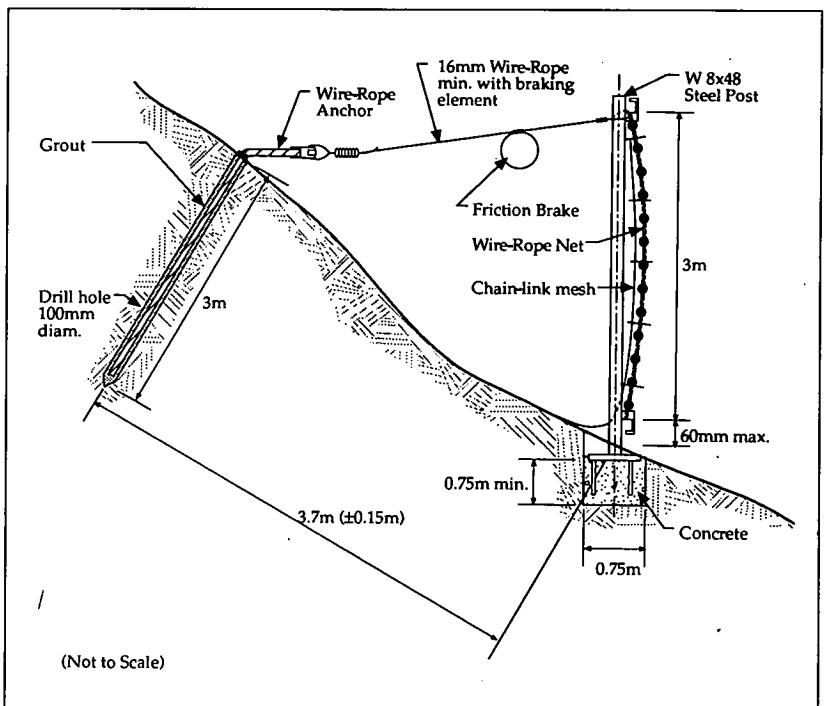 16mm Wire-Rope
min. with braking
element
W 8x48
Steel Post
Wire-Rope
Anchor
Grout
Friction Brake
Wire-Rope Net
3m
Chain-link mesh
Drill hole
100mm
diam.
3m
60mm max.
0.75m min.
3.7m (±0.15m)
Concrete
0.75m
(Not to Scale)